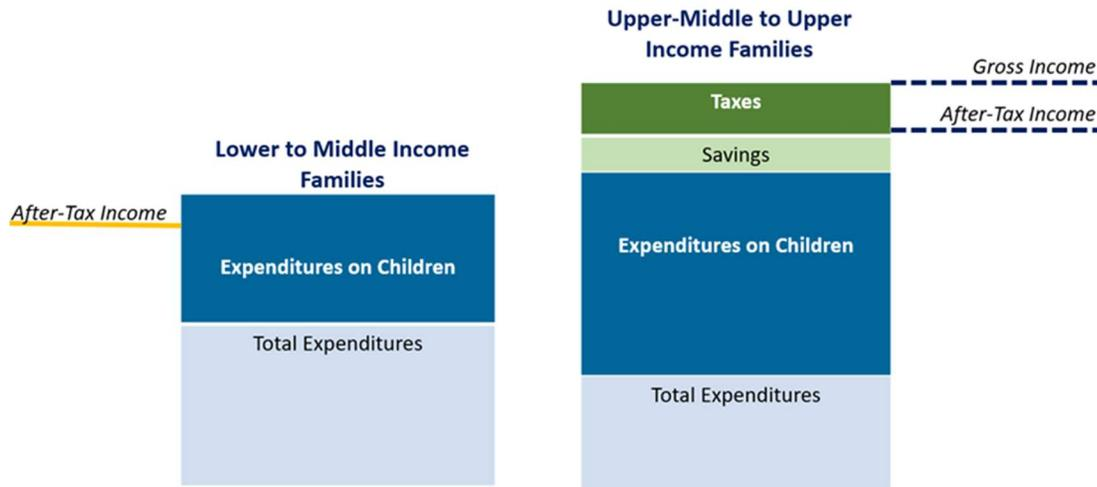 Lower to Middle Income
Families
After-Tax Income
Expenditures on Children
Total Expenditures
Upper-Middle to Upper
Income Families
Gross Income
Taxes
After-Tax Income
Savings
Expenditures on Children
Total Expenditures